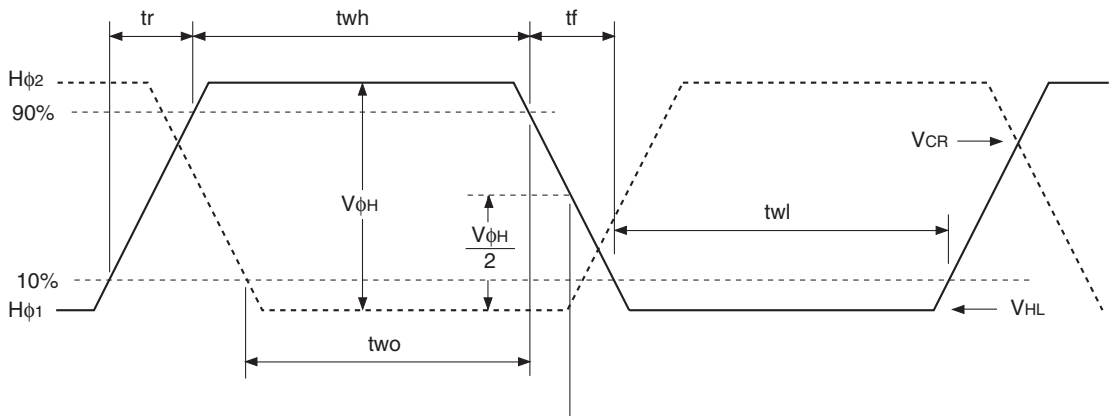 tr
twh
tf
Hϕ2
90%
VCR
VϕH
twl
VϕH
2
10%
Hϕ1
VHL
two